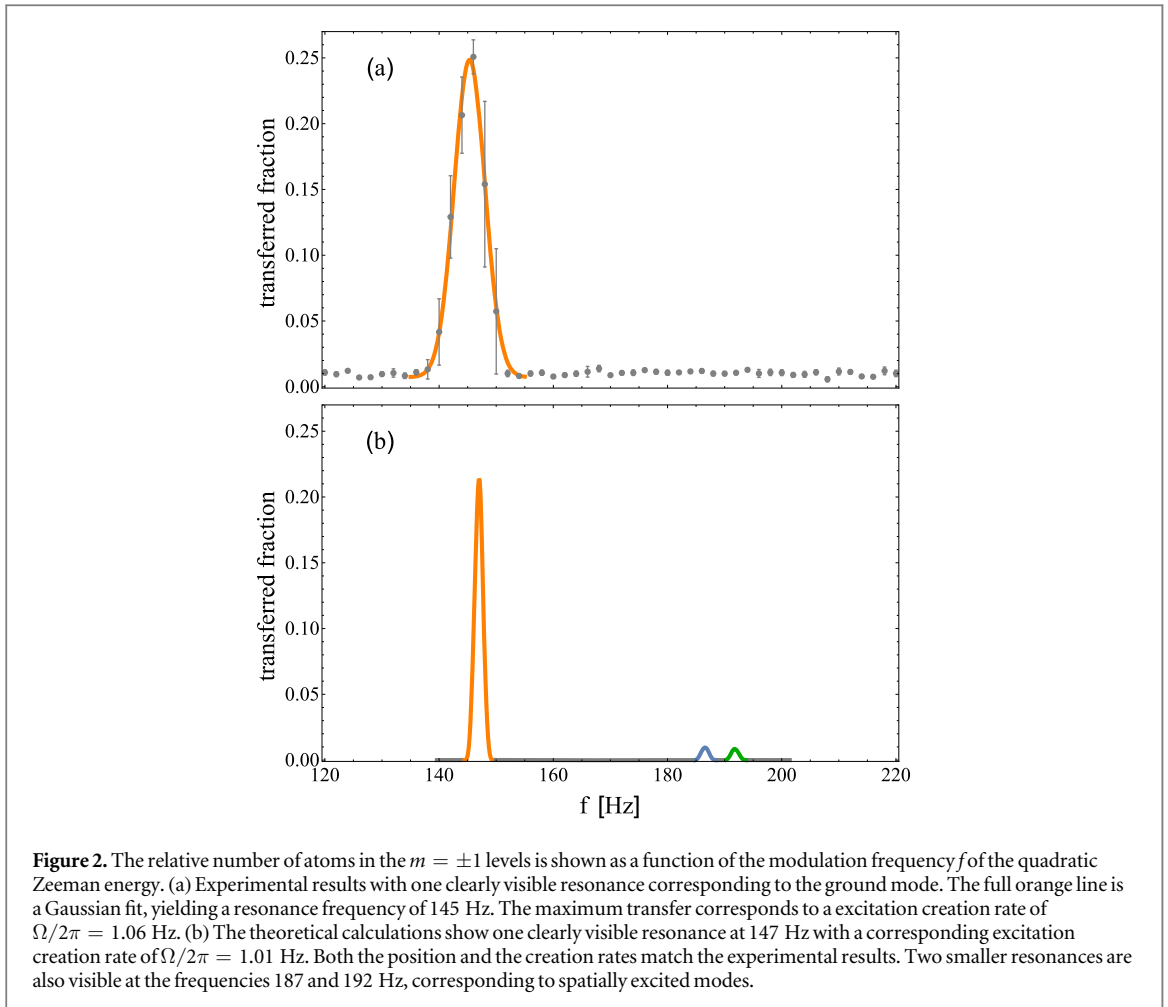 (a)
0.25
0.20
0.15
0.10
0.05
0.00
transferred fraction
(b)
0.25
0.20
0.15
0.10
0.05
0.00
transferred fraction
120 140 160 180 200 220
f [Hz]
Figure 2. The relative number of atoms in the m = ±1 levels is shown as a function of the modulation frequency f of the quadratic
Zeeman energy. (a) Experimental results with one clearly visible resonance corresponding to the ground mode. The full orange line is
a Gaussian fit, yielding a resonance frequency of 145 Hz. The maximum transfer corresponds to a excitation creation rate of
Ω/2π = 1.06 Hz. (b) The theoretical calculations show one clearly visible resonance at 147 Hz with a corresponding excitation
creation rate of Ω/2π = 1.01 Hz. Both the position and the creation rates match the experimental results. Two smaller resonances are
also visible at the frequencies 187 and 192 Hz, corresponding to spatially excited modes.